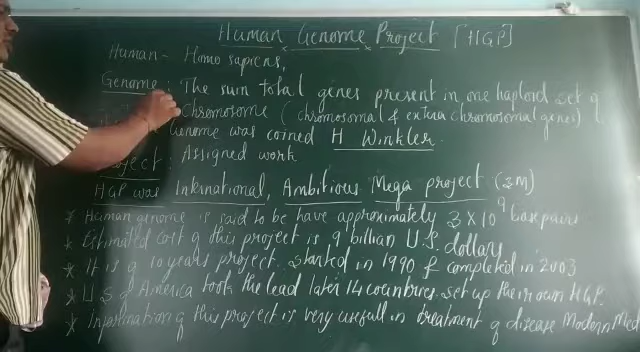 Human Genome Project [HGP]
Human - Homo sapiens,
Genome: The sum total genes present in one haploid set of
Chromosome (chromosomal & extra chromosomal genes)
Genome was coined H Winkler
Project: Assigned work
HGP was International, Ambitious Mega project (3M)
* Human genome is said to be have approximately 3 X 10⁹ base pairs
* Estimated cost of this project is 9 billian U.S. dollars
* It is a 10 years project, started in 1990 & completed in 2003
* U.S of America took the lead later 14 countries, set up their own HGP
* Information of this project is very usefull in treatment of disease Modern Med